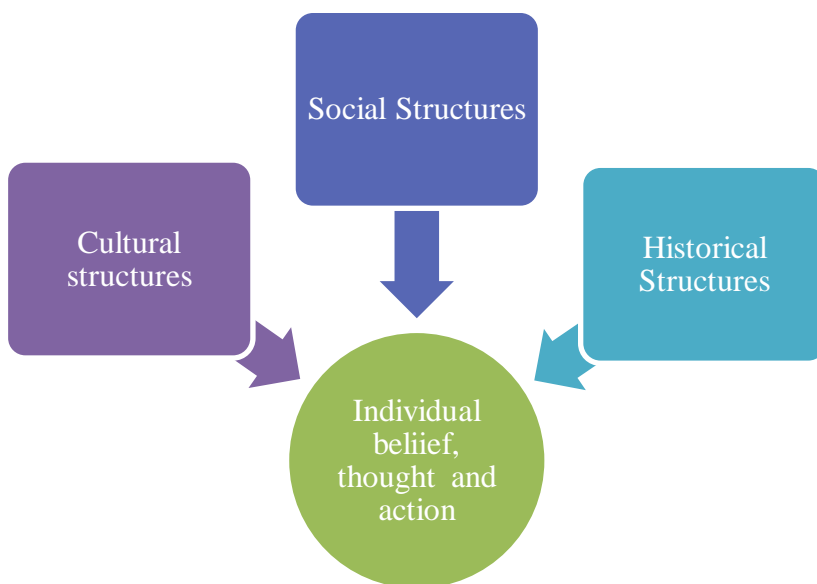 Social Structures
Cultural
structures
Historical
Structures
Individual
beliief,
thought and
action